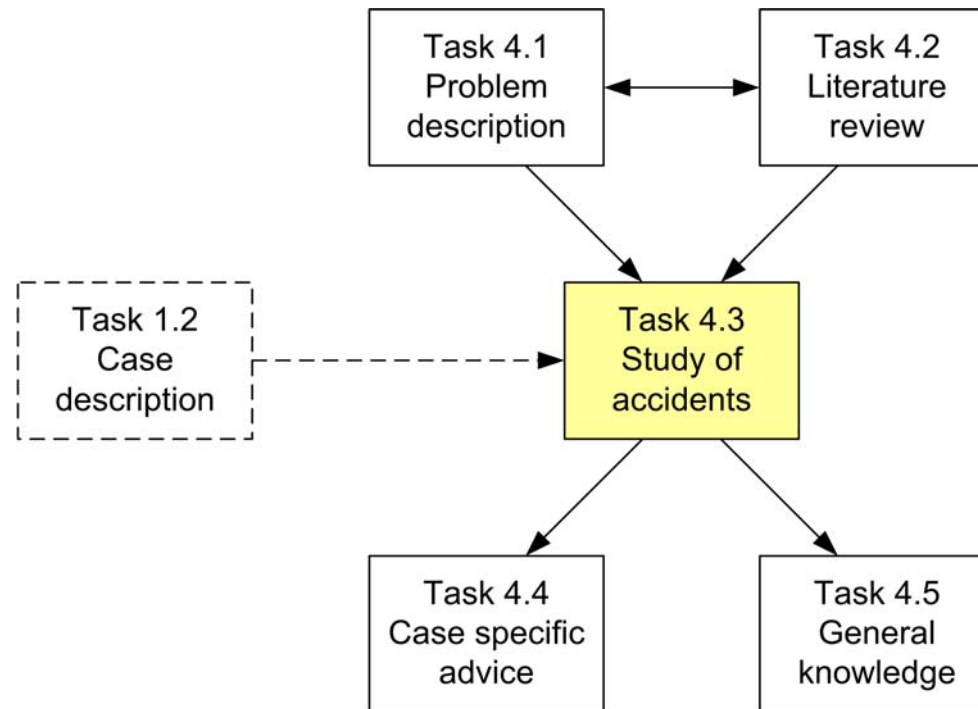 Task 4.1
Problem
description
Task 4.2
Literature
review
Task 1.2
Case
description
Task 4.3
Study of
accidents
Task 4.4
Case specific
advice
Task 4.5
General
knowledge